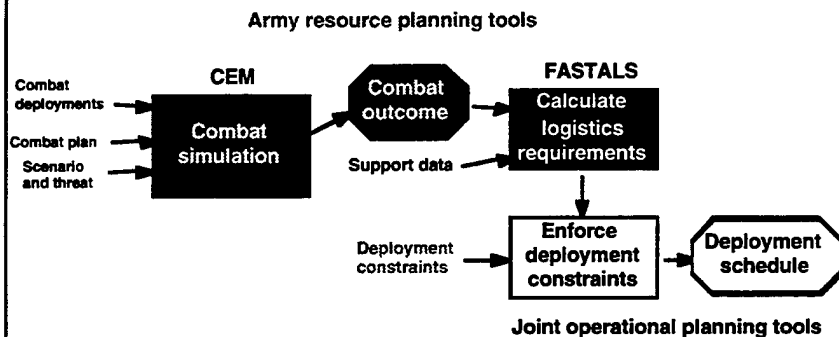 Army resource planning tools
CEM
FASTALS
Combat
deployments
Combat plan
Scenario
and threat
Combat
simulation
Combat
outcome
Support data
Calculate
logistics
requirements
Deployment
constraints
Enforce
deployment
constraints
Deployment
schedule
Joint operational planning tools